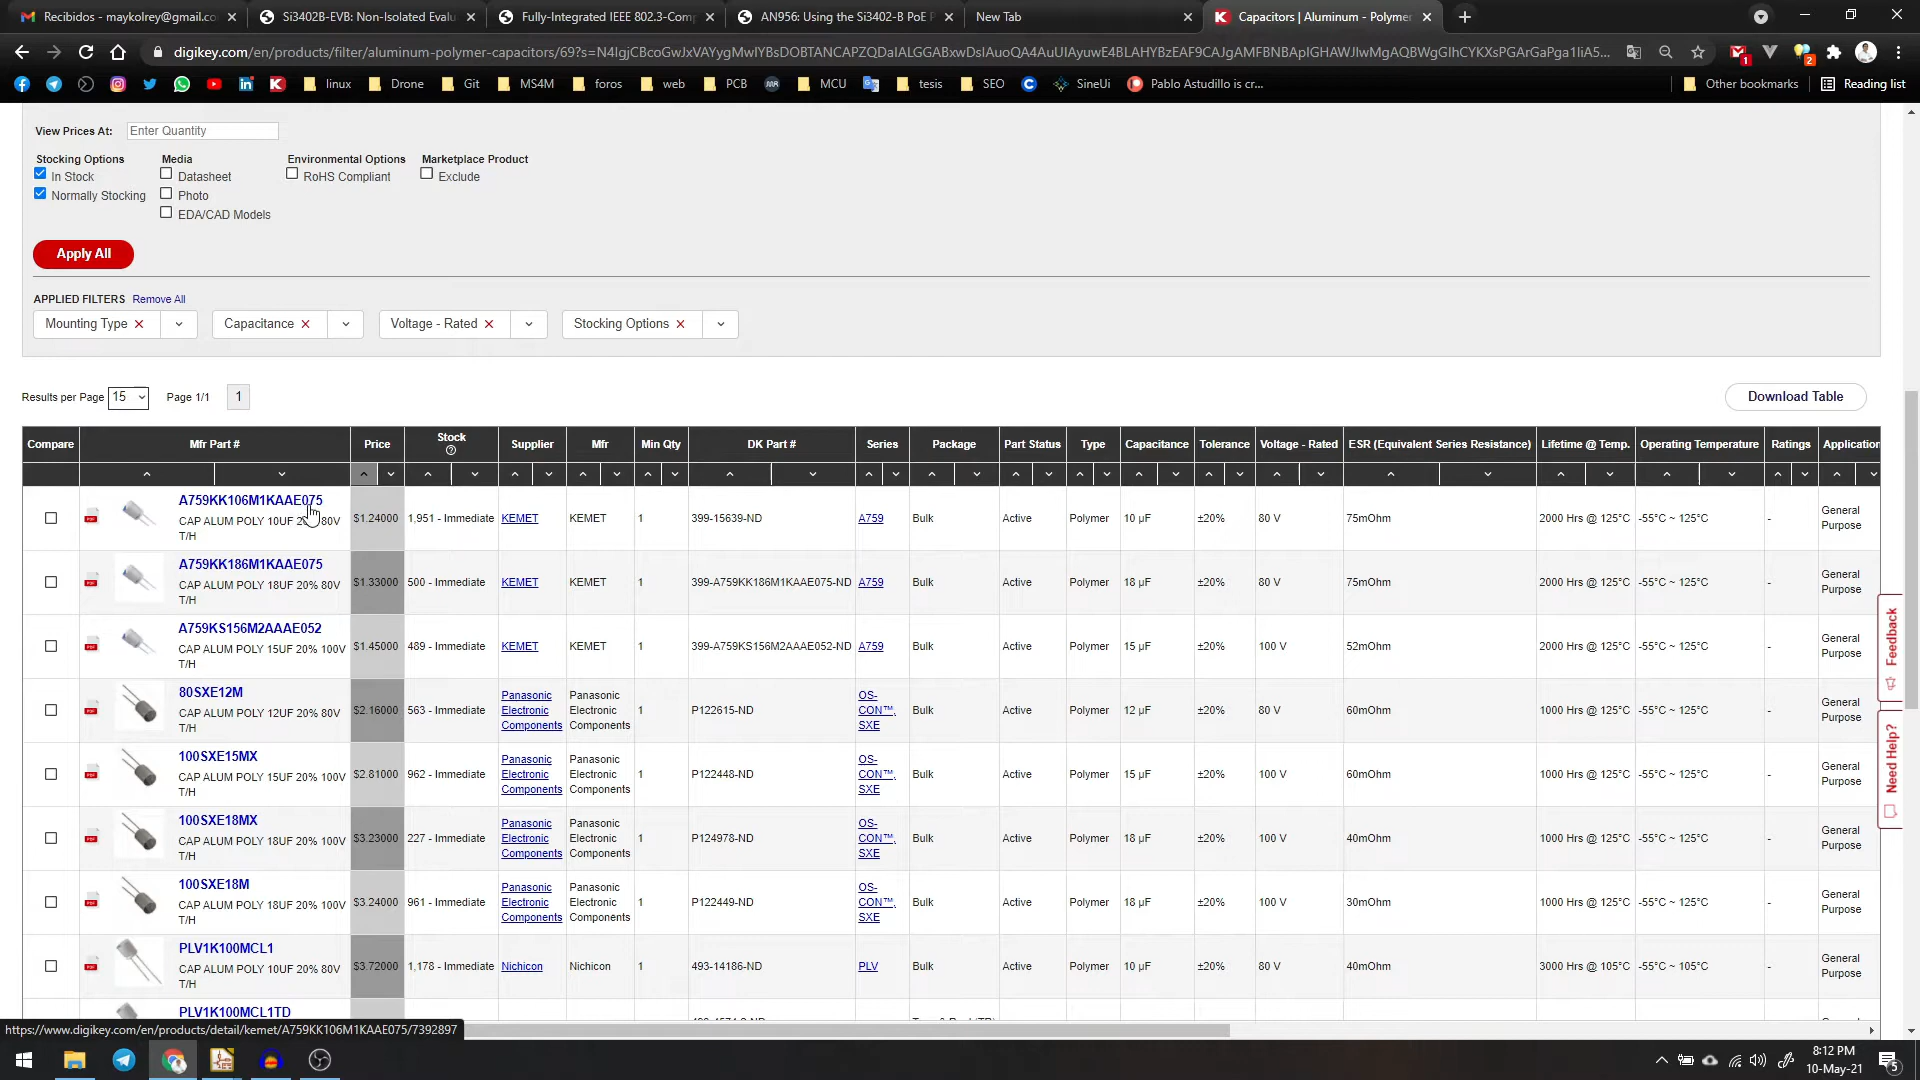 Recibidos - maykolrey@gmail.co
Si3402B-EVB: Non-Isolated Evalu
Fully-Integrated IEEE 802.3-Com
AN956: Using the Si3402-B PoE P
New Tab
Capacitors | Aluminum - Polyme
digikey.com/en/products/filter/aluminum-polymer-capacitors/69?s=
linux
Drone
Git
MS4M
foros
web
PCB
MCU
tesis
SEO
SineUi
Pablo Astudillo is cr...
Other bookmarks
Reading list
View Prices At:
Enter Quantity
Stocking Options
Media
Environmental Options
Marketplace Product
In Stock
Datasheet
RoHS Compliant
Exclude
Normally Stocking
Photo
EDA/CAD Models
Apply All
APPLIED FILTERS
Remove All
Mounting Type
Capacitance
Voltage - Rated
Stocking Options
Results per Page
15
Page 1/1
1
Download Table
Compare
Mfr Part #
Price
Stock
Supplier
Mfr
Min Qty
DK Part #
Series
Package
Part Status
Type
Capacitance
Tolerance
Voltage - Rated
ESR (Equivalent Series Resistance)
Lifetime @ Temp.
Operating Temperature
Ratings
Application
A759KK106M1KAAE075
CAP ALUM POLY 10UF 20% 80V
T/H
$1.24000
1,951 - Immediate
KEMET
KEMET
1
399-15639-ND
A759
Bulk
Active
Polymer
10 µF
±20%
80 V
75mOhm
2000 Hrs @ 125°C
-55°C ~ 125°C
-
General
Purpose
A759KK186M1KAAE075
CAP ALUM POLY 18UF 20% 80V
T/H
$1.33000
500 - Immediate
KEMET
KEMET
1
399-A759KK186M1KAAE075-ND
A759
Bulk
Active
Polymer
18 µF
±20%
80 V
75mOhm
2000 Hrs @ 125°C
-55°C ~ 125°C
-
General
Purpose
A759KS156M2AAAE052
CAP ALUM POLY 15UF 20% 100V
T/H
$1.45000
489 - Immediate
KEMET
KEMET
1
399-A759KS156M2AAAE052-ND
A759
Bulk
Active
Polymer
15 µF
±20%
100 V
52mOhm
2000 Hrs @ 125°C
-55°C ~ 125°C
-
General
Purpose
80SXE12M
CAP ALUM POLY 12UF 20% 80V
T/H
$2.16000
563 - Immediate
Panasonic
Electronic
Components
Panasonic
Electronic
Components
1
P122615-ND
OS-
CON™,
SXE
Bulk
Active
Polymer
12 µF
±20%
80 V
60mOhm
1000 Hrs @ 125°C
-55°C ~ 125°C
-
General
Purpose
100SXE15MX
CAP ALUM POLY 15UF 20% 100V
T/H
$2.81000
962 - Immediate
Panasonic
Electronic
Components
Panasonic
Electronic
Components
1
P122448-ND
OS-
CON™,
SXE
Bulk
Active
Polymer
15 µF
±20%
100 V
60mOhm
1000 Hrs @ 125°C
-55°C ~ 125°C
-
General
Purpose
100SXE18MX
CAP ALUM POLY 18UF 20% 100V
T/H
$3.23000
227 - Immediate
Panasonic
Electronic
Components
Panasonic
Electronic
Components
1
P124978-ND
OS-
CON™,
SXE
Bulk
Active
Polymer
18 µF
±20%
100 V
40mOhm
1000 Hrs @ 125°C
-55°C ~ 125°C
-
General
Purpose
100SXE18M
CAP ALUM POLY 18UF 20% 100V
T/H
$3.24000
961 - Immediate
Panasonic
Electronic
Components
Panasonic
Electronic
Components
1
P122449-ND
OS-
CON™,
SXE
Bulk
Active
Polymer
18 µF
±20%
100 V
30mOhm
1000 Hrs @ 125°C
-55°C ~ 125°C
-
General
Purpose
PLV1K100MCL1
CAP ALUM POLY 10UF 20% 80V
T/H
$3.72000
1,178 - Immediate
Nichicon
Nichicon
1
493-14186-ND
PLV
Bulk
Active
Polymer
10 µF
±20%
80 V
40mOhm
3000 Hrs @ 105°C
-55°C ~ 105°C
-
General
Purpose
PLV1K100MCL1TD
Feedback
Need Help?
https://www.digikey.com/en/products/detail/kemet/A759KK106M1KAAE075/7392897
8:12 PM
10-May-21
5